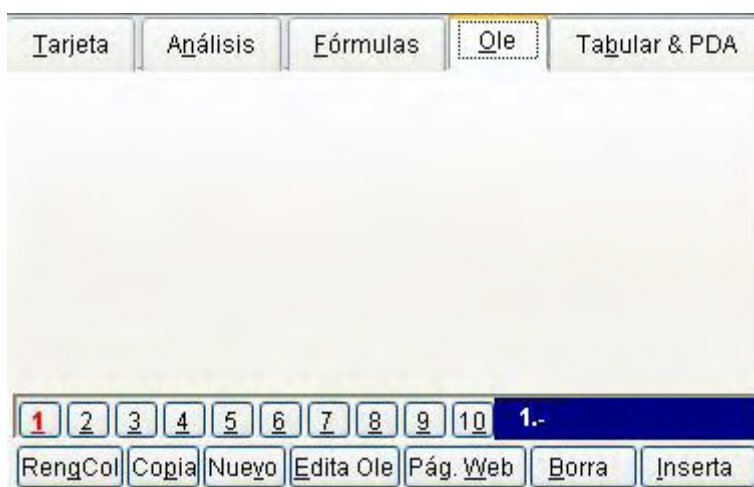 Tarjeta Análisis Fórmulas Ole Tabular & PDA
1 2 3 4 5 6 7 8 9 10 1.-
RengCol Copia Nuevo Edita Ole Pág. Web Borra Inserta